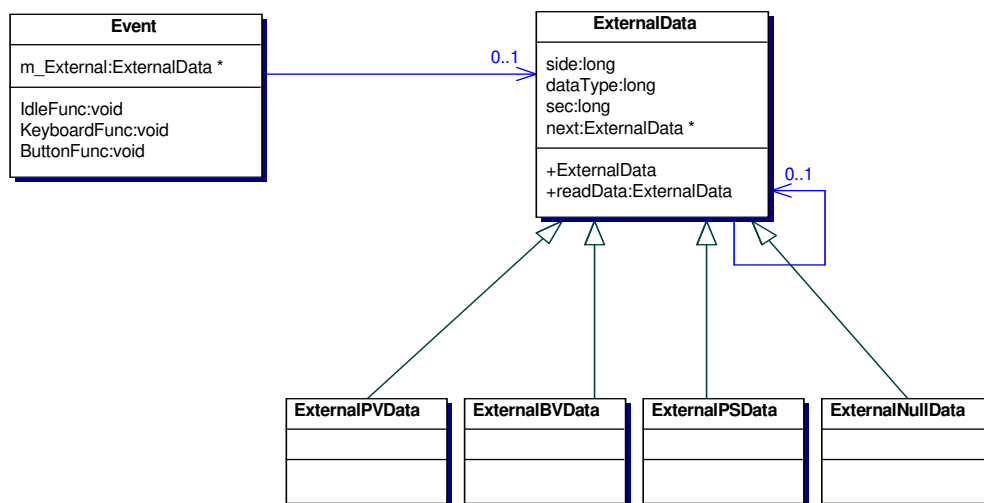 Event
m_External:ExternalData *
IdleFunc:void
KeyboardFunc:void
ButtonFunc:void
0..1
ExternalData
side:long
dataType:long
sec:long
next:ExternalData *
+ExternalData
+readData:ExternalData
0..1
ExternalPVData
ExternalBVData
ExternalPSData
ExternalNullData